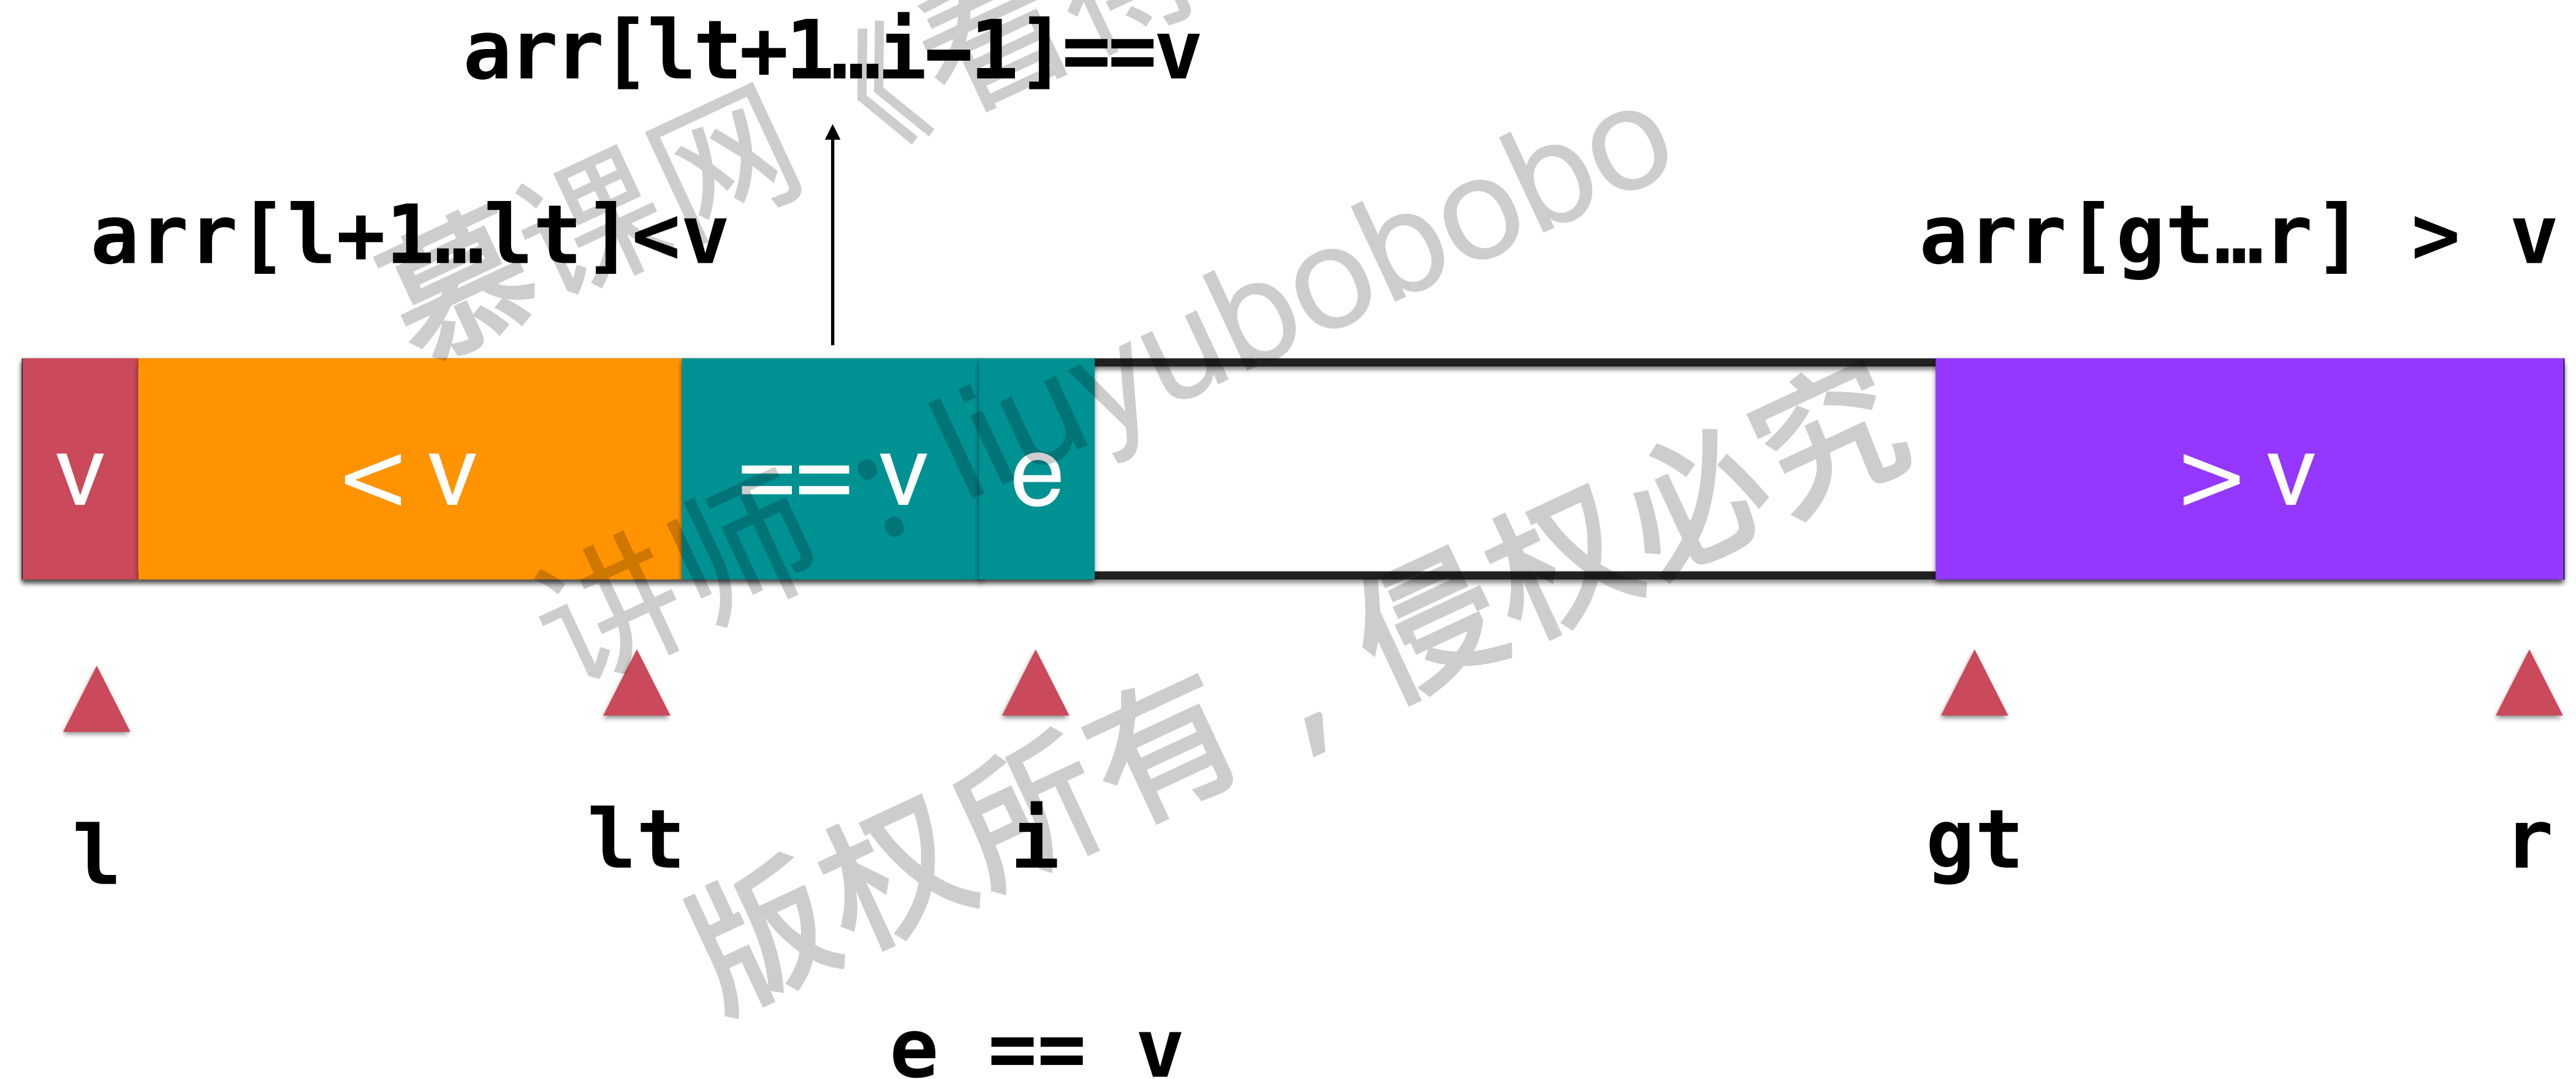 arr[lt+1…i-1]==v
arr[l+1…lt]<v
arr[gt…r] > v
v
< v
== v
e
> v
l
lt
i
gt
r
e == v
慕课网《看得
讲师：liuyubobobo
版权所有，侵权必究